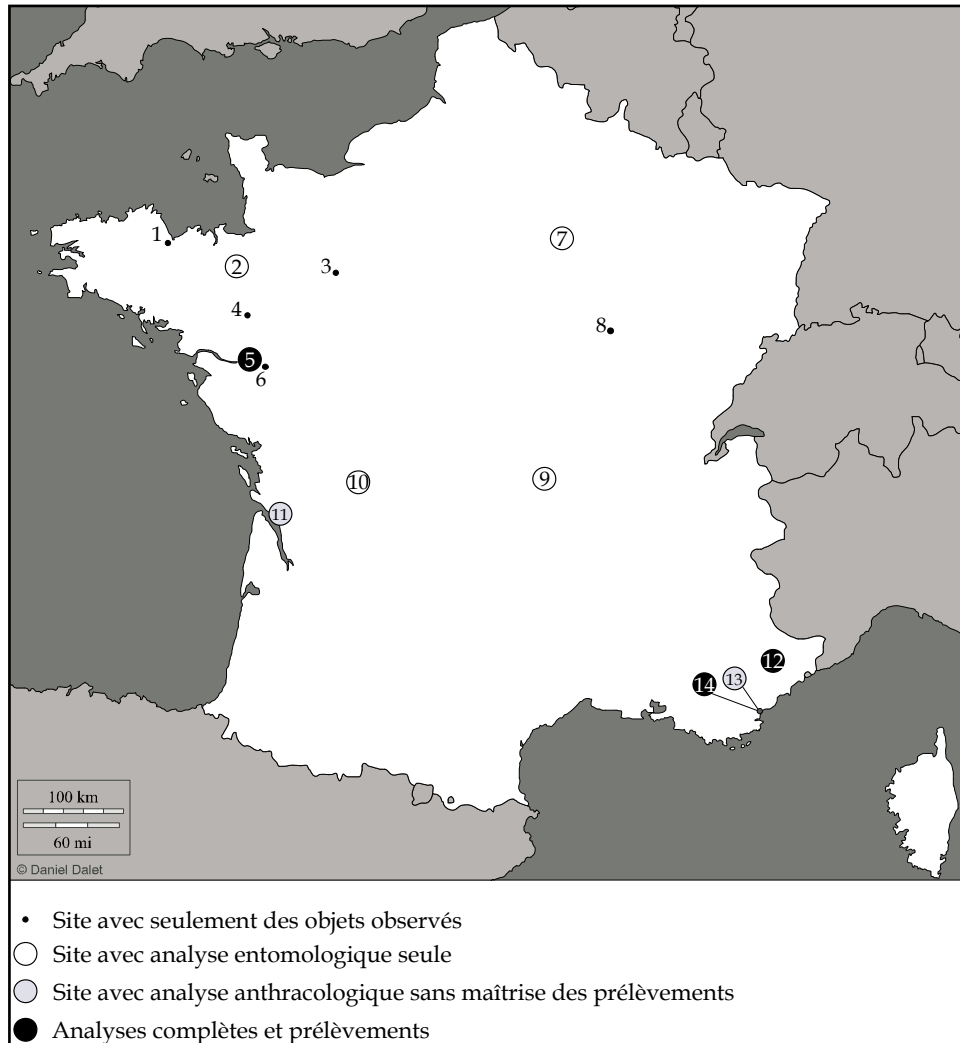 1
2
3
7
4
8
5
6
10
9
11
12
13
14
100 km
60 mi
© Daniel Dalet
Site avec seulement des objets observés
Site avec analyse entomologique seule
Site avec analyse anthracologique sans maîtrise des prélèvements
Analyses complètes et prélèvements